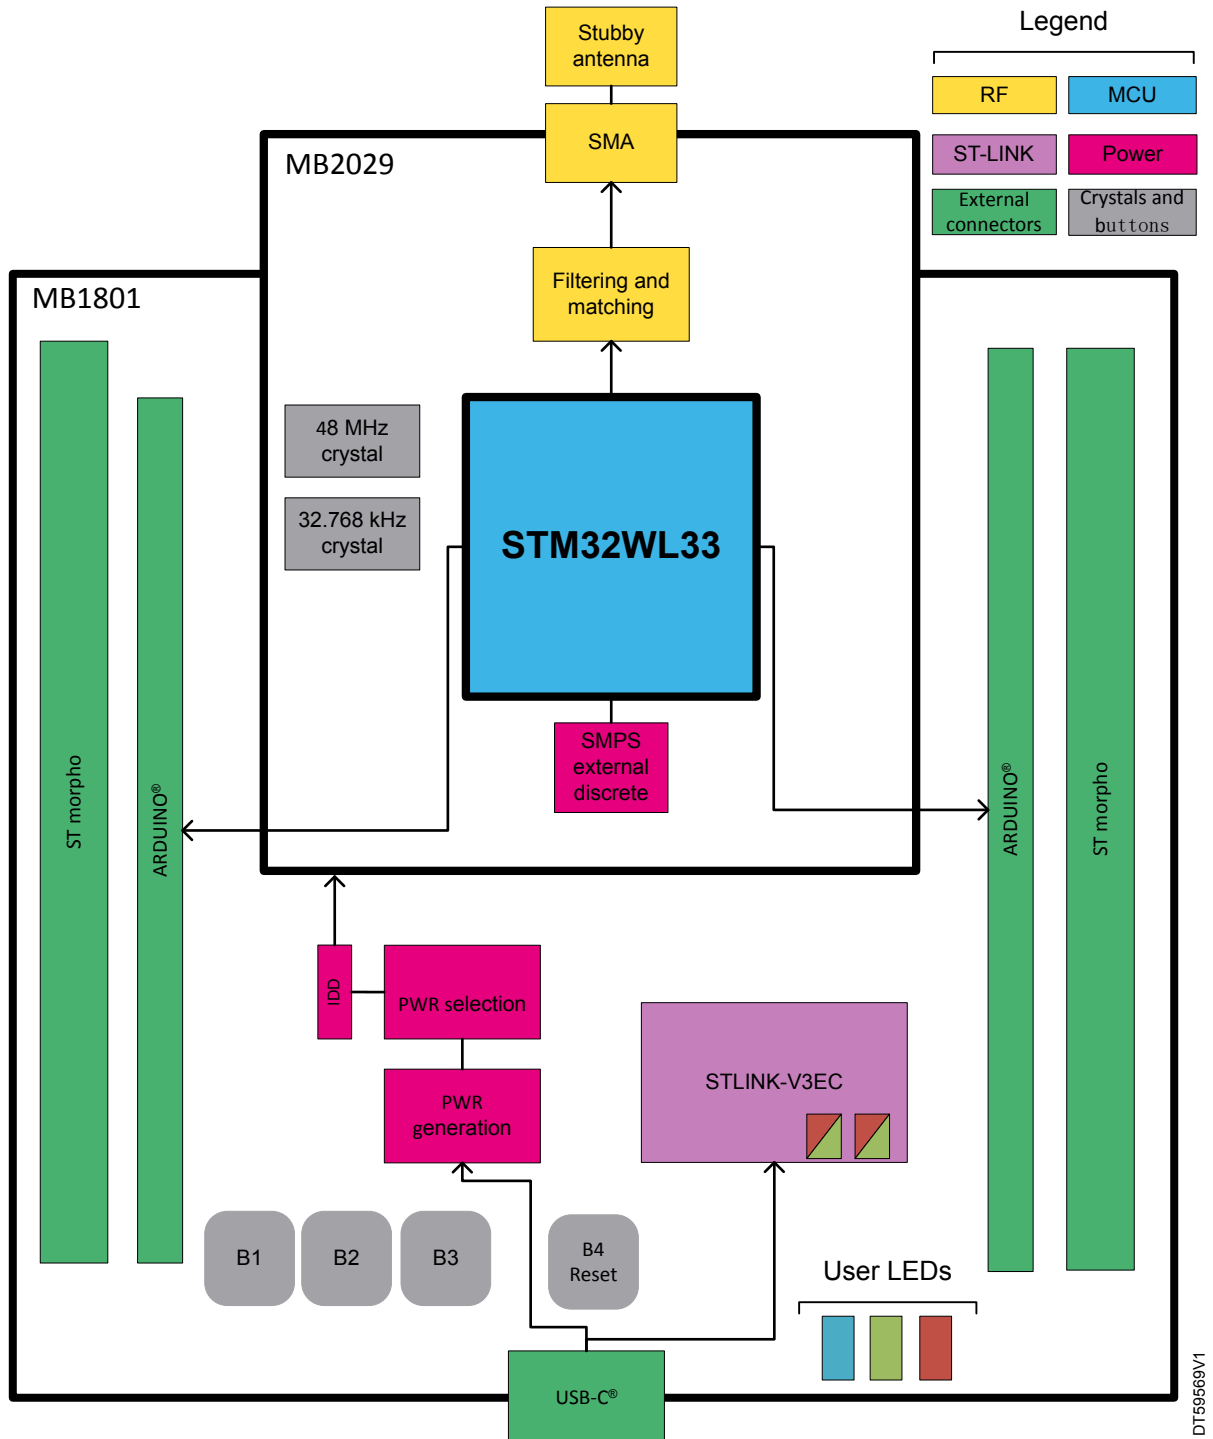 Stubby
antenna
SMA
Legend
RF
MCU
ST-LINK
Power
External
connectors
Crystals and
buttons
MB2029
Filtering and
matching
MB1801
48 MHz
crystal
32.768 kHz
crystal
STM32WL33
SMPS
external
discrete
ST morpho
ARDUINO®
ARDUINO®
ST morpho
IDD
PWR selection
PWR
generation
STLINK-V3EC
B1
B2
B3
B4
Reset
User LEDs
USB-C®
DT59569V1